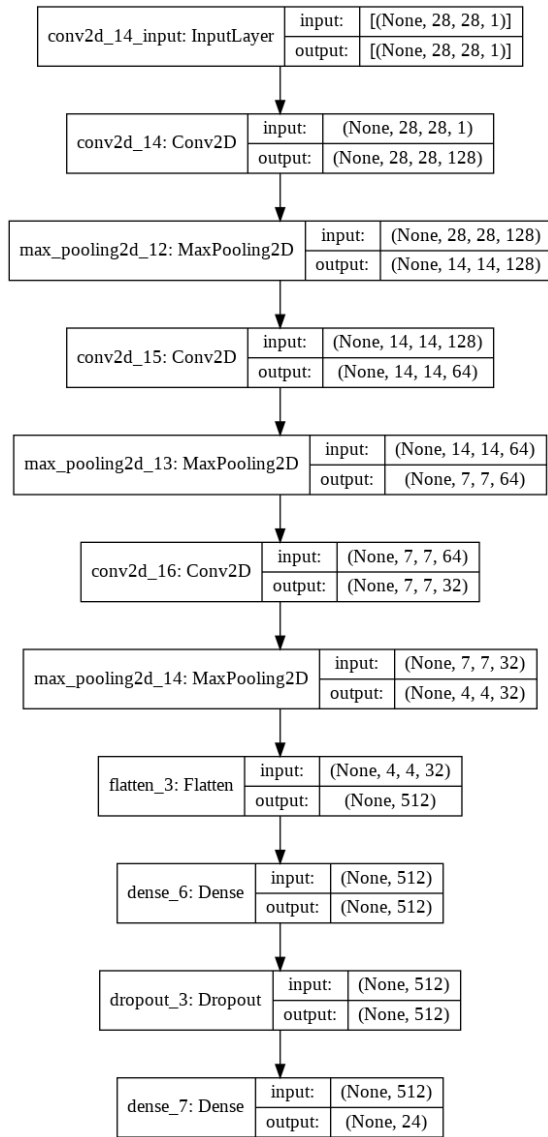 conv2d_14_input: InputLayer
input: [(None, 28, 28, 1)]
output: [(None, 28, 28, 1)]
conv2d_14: Conv2D
input: (None, 28, 28, 1)
output: (None, 28, 28, 128)
max_pooling2d_12: MaxPooling2D
input: (None, 28, 28, 128)
output: (None, 14, 14, 128)
conv2d_15: Conv2D
input: (None, 14, 14, 128)
output: (None, 14, 14, 64)
max_pooling2d_13: MaxPooling2D
input: (None, 14, 14, 64)
output: (None, 7, 7, 64)
conv2d_16: Conv2D
input: (None, 7, 7, 64)
output: (None, 7, 7, 32)
max_pooling2d_14: MaxPooling2D
input: (None, 7, 7, 32)
output: (None, 4, 4, 32)
flatten_3: Flatten
input: (None, 4, 4, 32)
output: (None, 512)
dense_6: Dense
input: (None, 512)
output: (None, 512)
dropout_3: Dropout
input: (None, 512)
output: (None, 512)
dense_7: Dense
input: (None, 512)
output: (None, 24)